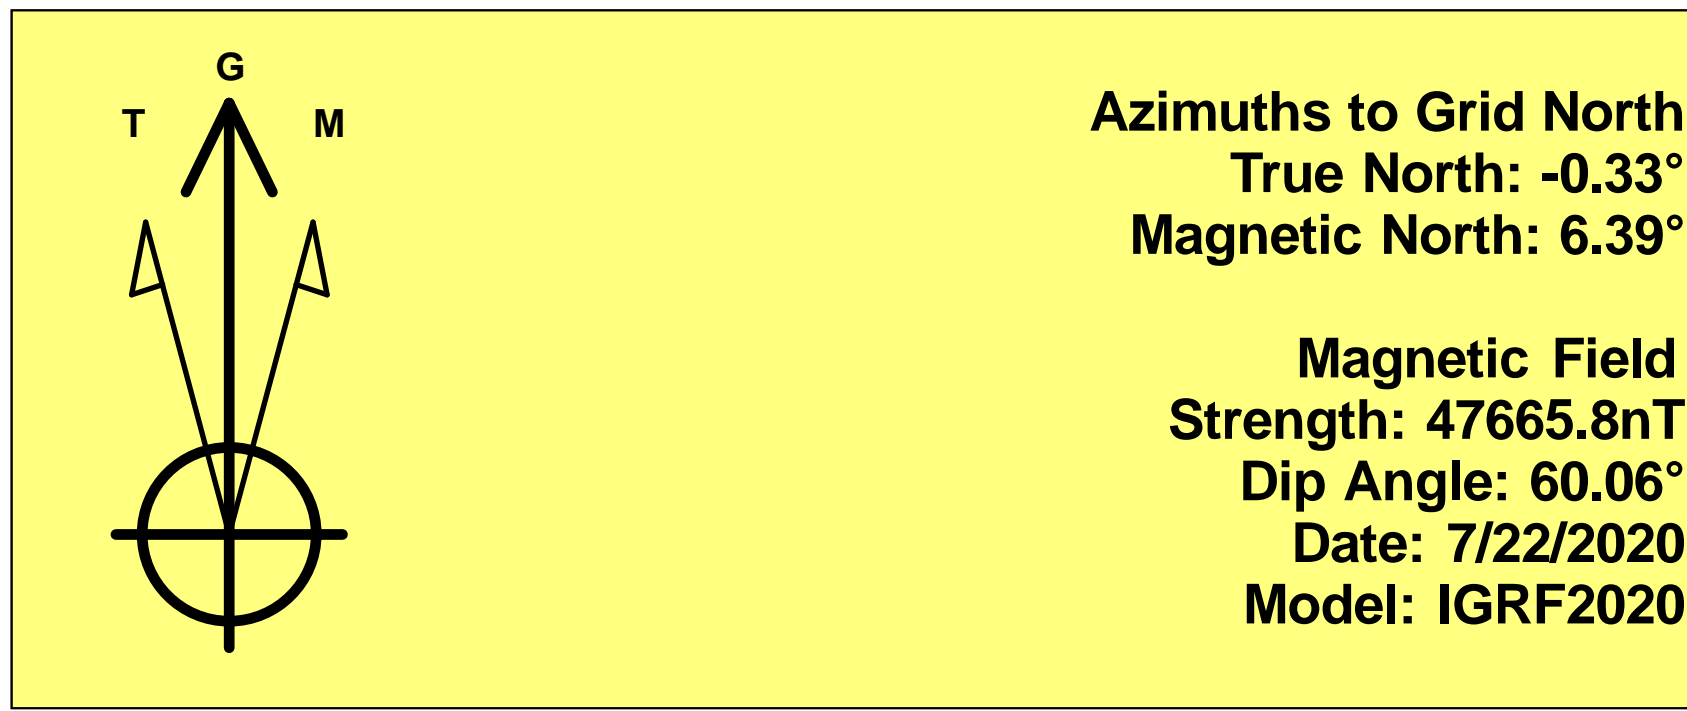 G
T M
Azimuths to Grid North
True North: -0.33°
Magnetic North: 6.39°
Magnetic Field
Strength: 47665.8nT
Dip Angle: 60.06°
Date: 7/22/2020
Model: IGRF2020